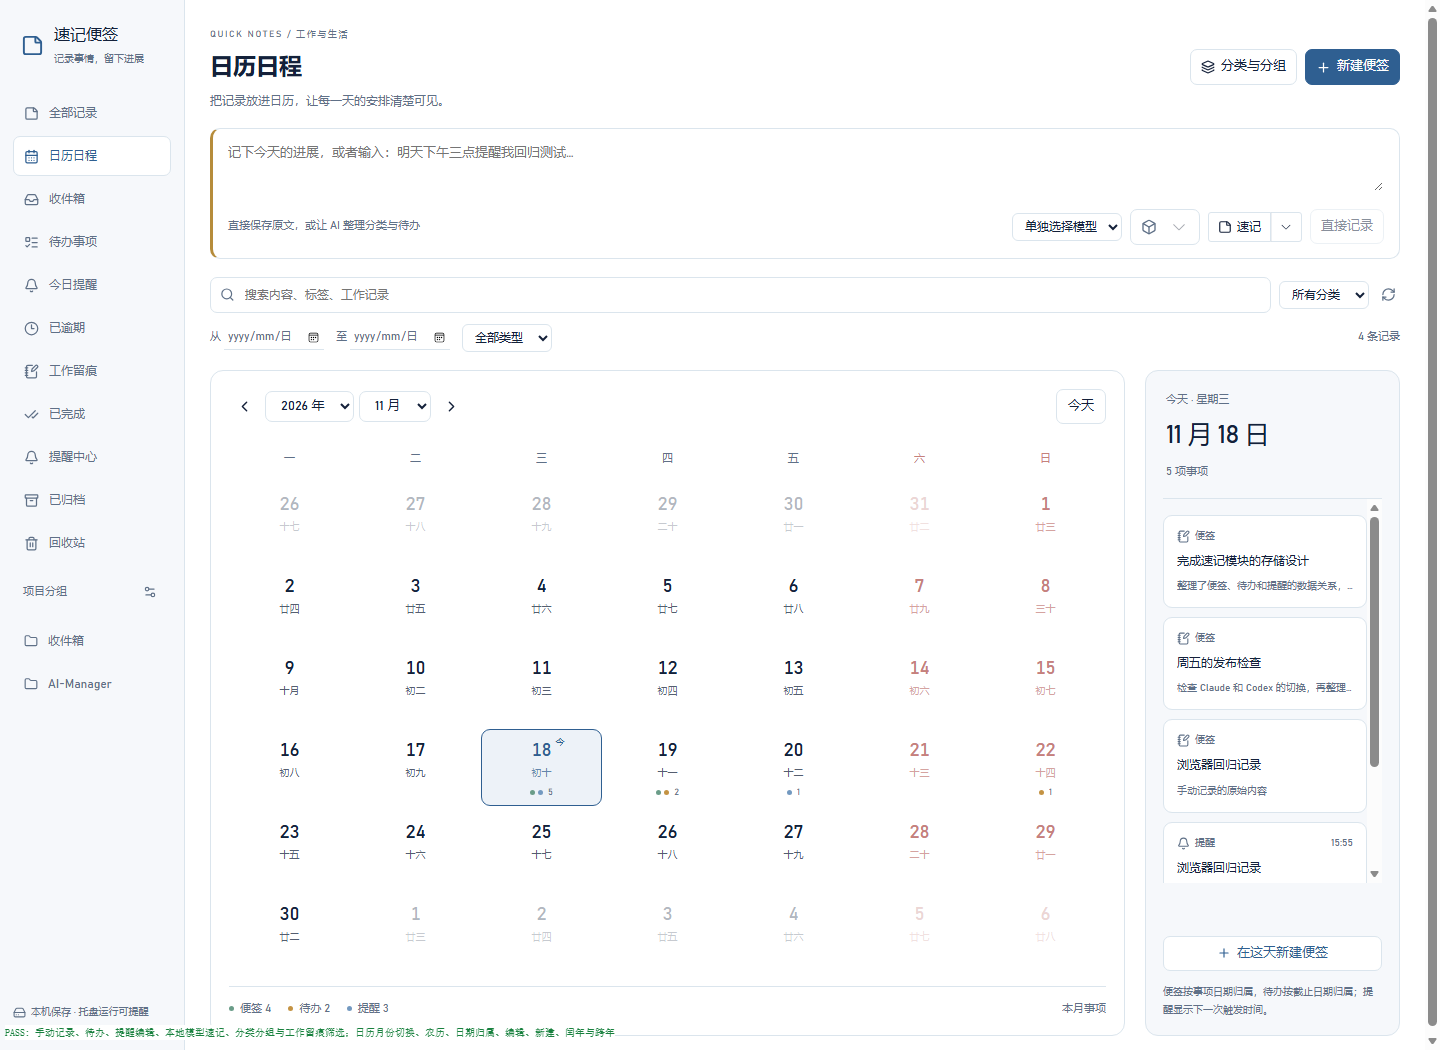 速记便签
记录事情，留下进展
全部记录
日历日程
收件箱
待办事项
今日提醒
已逾期
工作留痕
已完成
提醒中心
已归档
回收站
项目分组
收件箱
AI-Manager
本机保存 · 托盘运行可提醒
QUICK NOTES / 工作与生活
日历日程
把记录放进日历，让每一天的安排清楚可见。
分类与分组
新建便签
记下今天的进展，或者输入：明天下午三点提醒我回归测试…
直接保存原文，或让 AI 整理分类与待办
单独选择模型
速记
直接记录
搜索内容、标签、工作记录
所有分类
从 yyyy/mm/日 至 yyyy/mm/日 全部类型
4 条记录
2026 年 11 月 今天
一 二 三 四 五 六 日
26 27 28 29 30 31 1
十七 十八 十九 二十 廿一 廿二 廿三
2 3 4 5 6 7 8
廿四 廿五 廿六 廿七 廿八 廿九 三十
9 10 11 12 13 14 15
十月 初二 初三 初四 初五 初六 初七
16 17 18 今 19 20 21 22
初八 初九 初十 十一 十二 十三 十四
5 2 1 1
23 24 25 26 27 28 29
十五 十六 十七 十八 十九 二十 廿一
30 1 2 3 4 5 6
廿二 廿三 廿四 廿五 廿六 廿七 廿八
便签 4 待办 2 提醒 3 本月事项
今天 · 星期三
11 月 18 日
5 项事项
便签
完成速记模块的存储设计
整理了便签、待办和提醒的数据关系，…
便签
周五的发布检查
检查 Claude 和 Codex 的切换，再整理…
便签
浏览器回归记录
手动记录的原始内容
提醒 15:55
浏览器回归记录
在这天新建便签
便签按事项日期归属，待办按截止日期归属；提
醒显示下一次触发时间。
PASS: 手动记录、待办、提醒编辑、本地模型速记、分类分组与工作留痕筛选；日历月份切换、农历、日期归属、编辑、新建、闰年与跨年